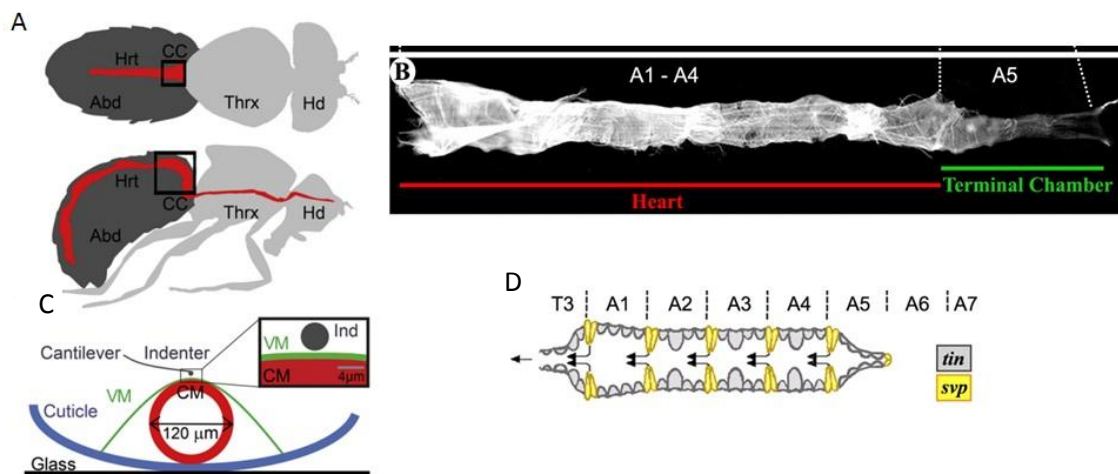 A
Hrt
CC
Abd
Thrx
Hd
Hrt
CC
Thrx
Hd
Abd
B
A1 - A4
A5
Heart
Terminal Chamber
C
Cantilever
Indenter
VM
Ind
CM
4μm
VM
CM
Cuticle
120 μm
Glass
D
T3
A1
A2
A3
A4
A5
A6
A7
tin
svp